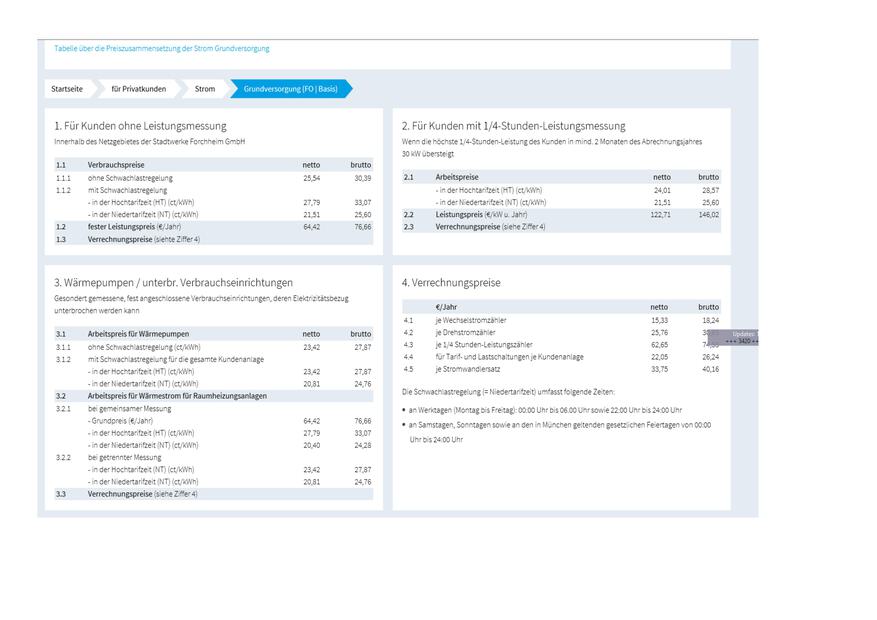 Tabelle über die Preiszusammensetzung der Strom Grundversorgung
Startseite für Privatkunden Strom Grundversorgung (FO | Basis)
1. Für Kunden ohne Leistungsmessung
Innerhalb des Netzgebietes der Stadtwerke Forchheim GmbH
1.1 Verbrauchspreise netto brutto
1.1.1 ohne Schwachlastregelung 25,54 30,39
1.1.2 mit Schwachlastregelung
- in der Hochtarifzeit (HT) (ct/kWh) 27,79 33,07
- in der Niedertarifzeit (NT) (ct/kWh) 21,51 25,60
1.2 fester Leistungspreis (€/Jahr) 64,42 76,66
1.3 Verrechnungspreise (siehte Ziffer 4)
2. Für Kunden mit 1/4-Stunden-Leistungsmessung
Wenn die höchste 1/4-Stunden-Leistung des Kunden in mind. 2 Monaten des Abrechnungsjahres
30 kW übersteigt
2.1 Arbeitspreise netto brutto
- in der Hochtarifzeit (HT) (ct/kWh) 24,01 28,57
- in der Niedertarifzeit (NT) (ct/kWh) 21,51 25,60
2.2 Leistungspreis (€/kW u. Jahr) 122,71 146,02
2.3 Verrechnungspreise (siehe Ziffer 4)
3. Wärmepumpen / unterbr. Verbrauchseinrichtungen
Gesondert gemessene, fest angeschlossene Verbrauchseinrichtungen, deren Elektrizitätsbezug
unterbrochen werden kann
3.1 Arbeitspreis für Wärmepumpen netto brutto
3.1.1 ohne Schwachlastregelung (ct/kWh) 23,42 27,87
3.1.2 mit Schwachlastregelung für die gesamte Kundenanlage
- in der Hochtarifzeit (HT) (ct/kWh) 23,42 27,87
- in der Niedertarifzeit (NT) (ct/kWh) 20,81 24,76
3.2 Arbeitspreis für Wärmestrom für Raumheizungsanlagen
3.2.1 bei gemeinsamer Messung
- Grundpreis (€/Jahr) 64,42 76,66
- in der Hochtarifzeit (HT) (ct/kWh) 27,79 33,07
- in der Niedertarifzeit (NT) (ct/kWh) 20,40 24,28
3.2.2 bei getrennter Messung
- in der Hochtarifzeit (NT) (ct/kWh) 23,42 27,87
- in der Niedertarifzeit (NT) (ct/kWh) 20,81 24,76
3.3 Verrechnungspreise (siehe Ziffer 4)
4. Verrechnungspreise
€/Jahr netto brutto
4.1 je Wechselstromzähler 15,33 18,24
4.2 je Drehstromzähler 25,76
4.3 je 1/4 Stunden-Leistungszähler 62,65
4.4 für Tarif- und Lastschaltungen je Kundenanlage 22,05 26,24
4.5 je Stromwandlersatz 33,75 40,16
Updates:
+++ 3420 ++
Die Schwachlastregelung (= Niedertarifzeit) umfasst folgende Zeiten:
• an Werktagen (Montag bis Freitag): 00:00 Uhr bis 06.00 Uhr sowie 22:00 Uhr bis 24:00 Uhr
• an Samstagen, Sonntagen sowie an den in München geltenden gesetzlichen Feiertagen von 00:00
Uhr bis 24:00 Uhr